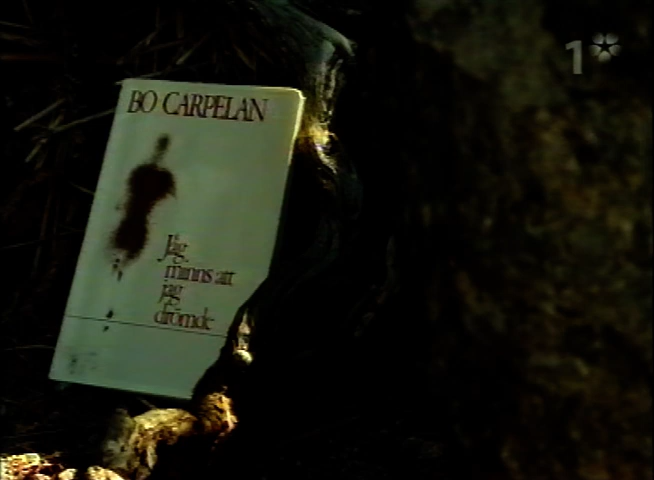 1
BO CARPELAN
Jag
minns att
jag
drömde